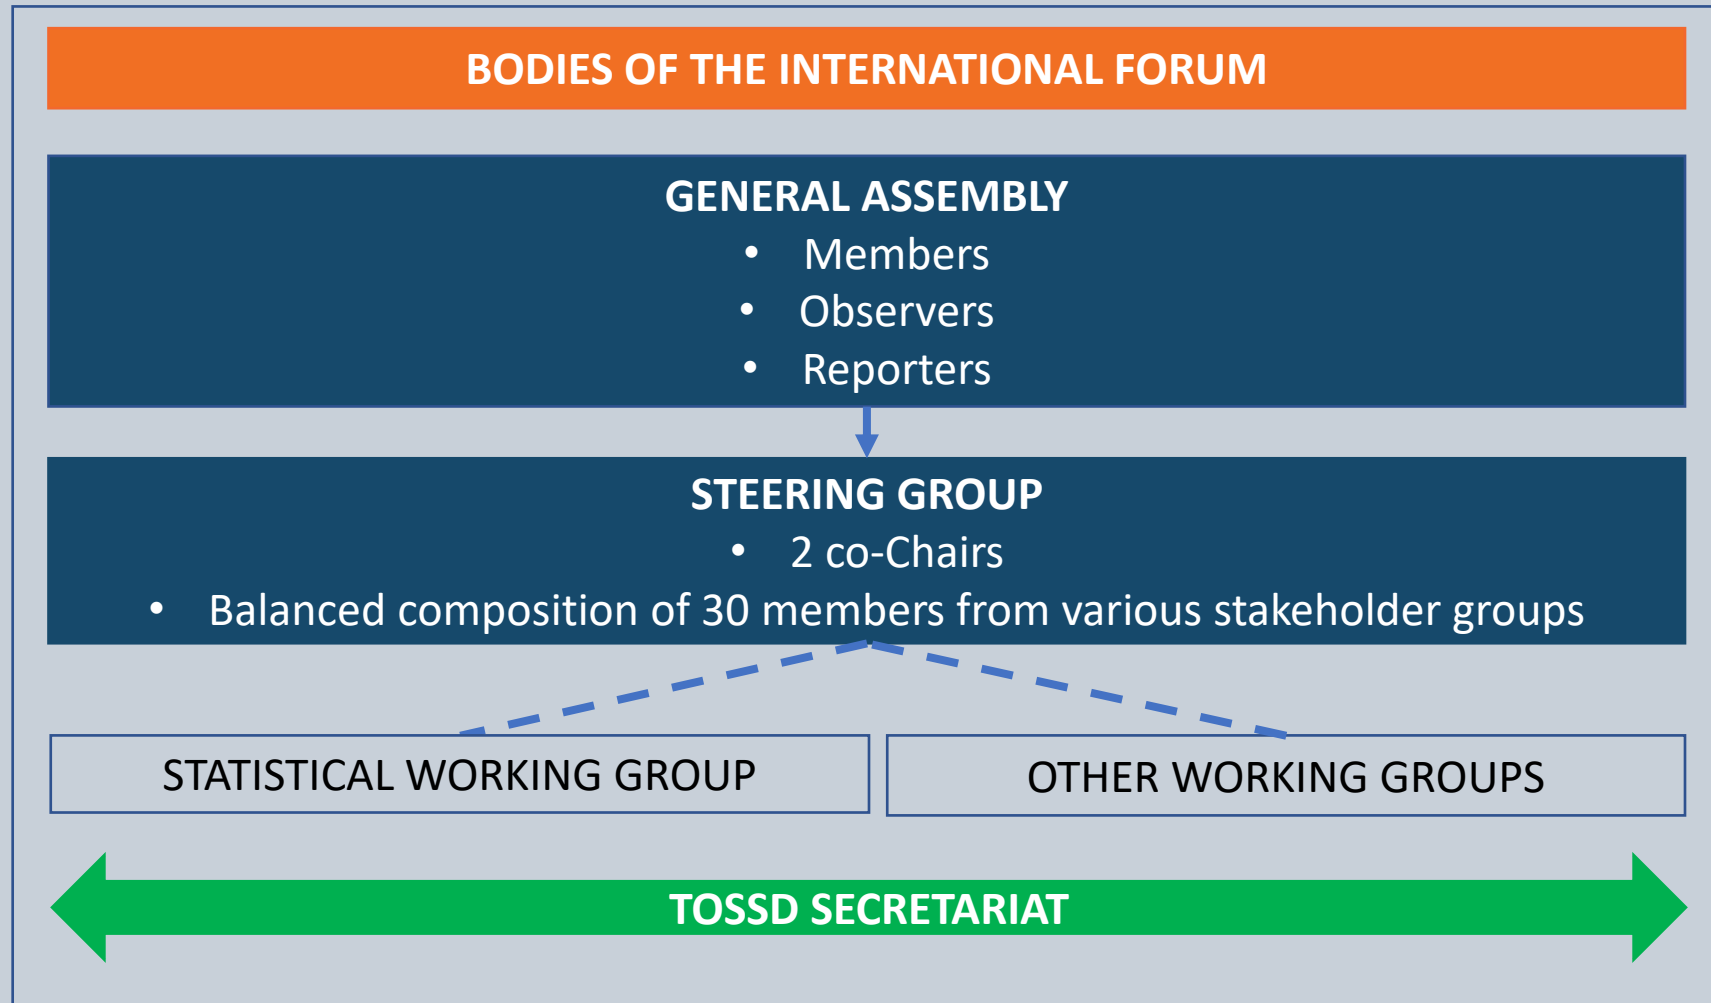 BODIES OF THE INTERNATIONAL FORUM
GENERAL ASSEMBLY
• Members
• Observers
• Reporters
STEERING GROUP
• 2 co-Chairs
• Balanced composition of 30 members from various stakeholder groups
STATISTICAL WORKING GROUP
OTHER WORKING GROUPS
TOSSD SECRETARIAT